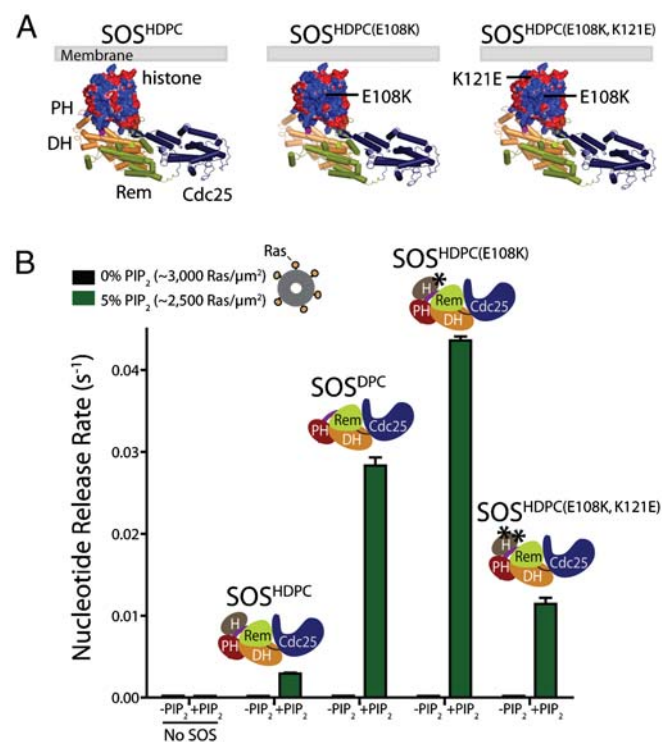 A
SOS^HDPC
SOS^HDPC(E108K)
SOS^HDPC(E108K, K121E)
Membrane
histone
PH
DH
Rem
Cdc25
E108K
K121E
E108K
B
Ras
0% PIP₂ (~3,000 Ras/µm²)
5% PIP₂ (~2,500 Ras/µm²)
SOS^HDPC(E108K)
*
H
Rem
PH
DH
Cdc25
SOS^DPC
PH
Rem
DH
Cdc25
SOS^HDPC(E108K, K121E)
**
H
Rem
PH
DH
Cdc25
SOS^HDPC
H
Rem
PH
DH
Cdc25
Nucleotide Release Rate (s⁻¹)
0.04
0.03
0.02
0.01
0.00
-PIP₂ +PIP₂ -PIP₂ +PIP₂ -PIP₂ +PIP₂ -PIP₂ +PIP₂ -PIP₂ +PIP₂
No SOS